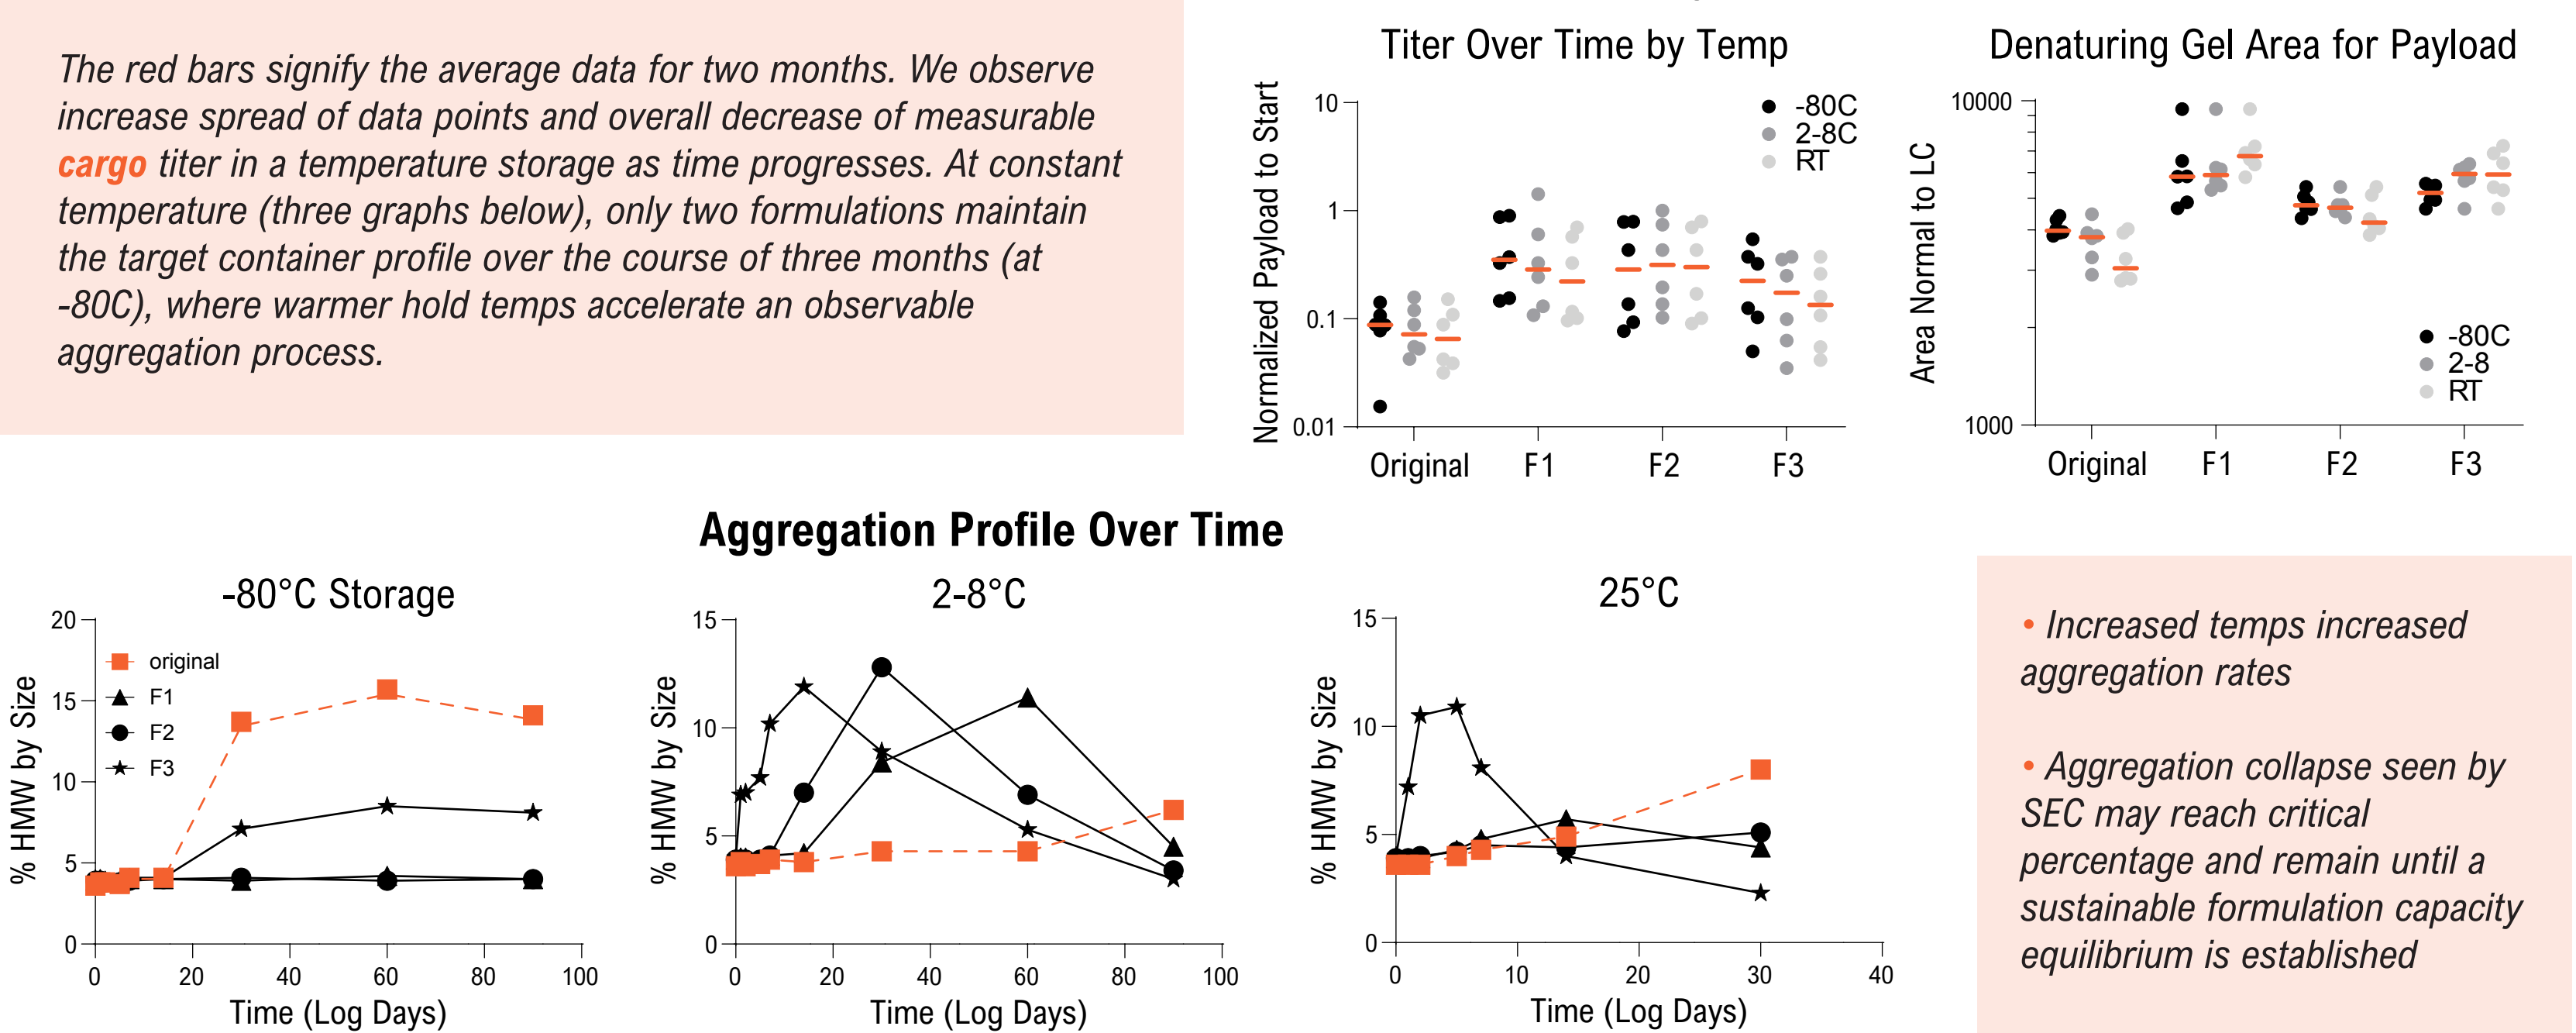 The red bars signify the average data for two months. We observe
increase spread of data points and overall decrease of measurable
cargo titer in a temperature storage as time progresses. At constant
temperature (three graphs below), only two formulations maintain
the target container profile over the course of three months (at
-80C), where warmer hold temps accelerate an observable
aggregation process.
Titer Over Time by Temp
Normalized Payload to Start
10
1
0.1
0.01
-80C
2-8C
RT
Original F1 F2 F3
Denaturing Gel Area for Payload
Area Normal to LC
10000
1000
-80C
2-8
RT
Original F1 F2 F3
Aggregation Profile Over Time
-80°C Storage
% HMW by Size
20
15
10
5
0
original
F1
F2
F3
0 20 40 60 80 100
Time (Log Days)
2-8°C
% HMW by Size
15
10
5
0
0 20 40 60 80 100
Time (Log Days)
25°C
% HMW by Size
15
10
5
0
0 10 20 30 40
Time (Log Days)
• Increased temps increased
aggregation rates
• Aggregation collapse seen by
SEC may reach critical
percentage and remain until a
sustainable formulation capacity
equilibrium is established